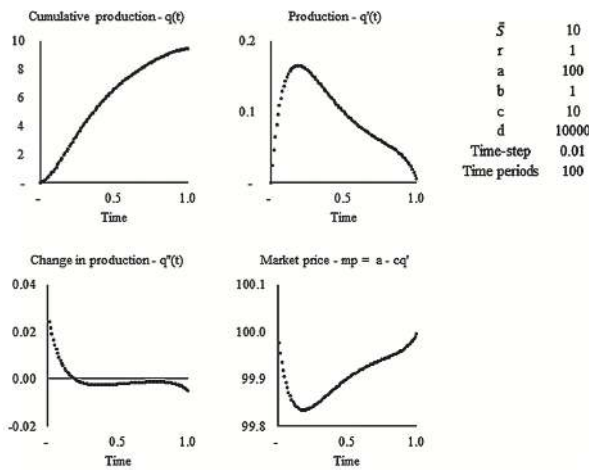 Cumulative production - q(t)
10
8
6
4
2
-
- 0.5 1.0
Time
Production - q'(t)
0.2
0.1
-
- 0.5 1.0
Time
S̄ 10
r 1
a 100
b 1
c 10
d 10000
Time-step 0.01
Time periods 100
Change in production - q''(t)
0.04
0.02
0.00
-0.02
- 0.5 1.0
Time
Market price - mp = a - cq'
100.1
100.0
99.9
99.8
- 0.5 1.0
Time